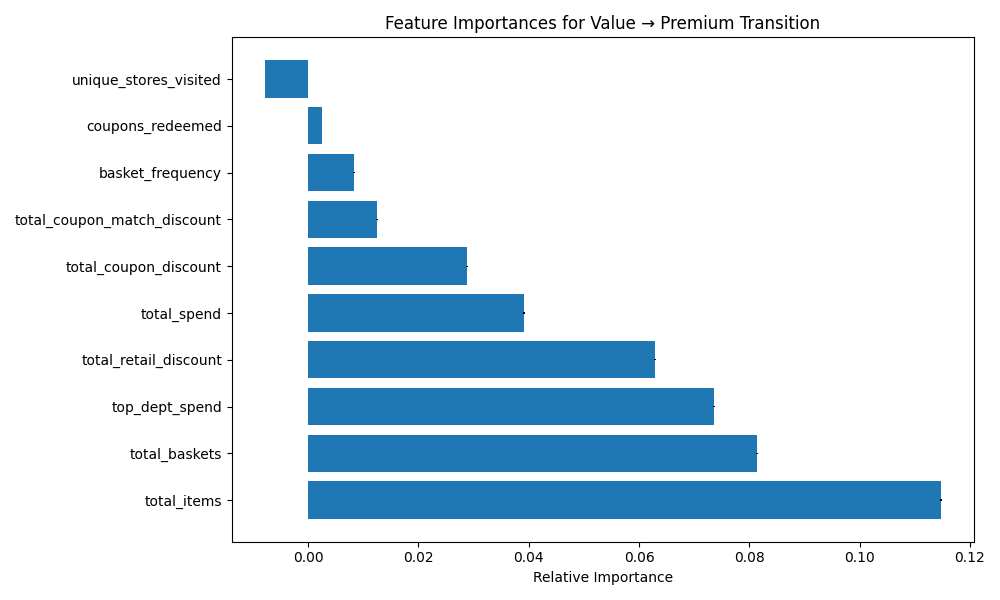 Feature Importances for Value → Premium Transition
unique_stores_visited
coupons_redeemed
basket_frequency
total_coupon_match_discount
total_coupon_discount
total_spend
total_retail_discount
top_dept_spend
total_baskets
total_items
0.00 0.02 0.04 0.06 0.08 0.10 0.12
Relative Importance